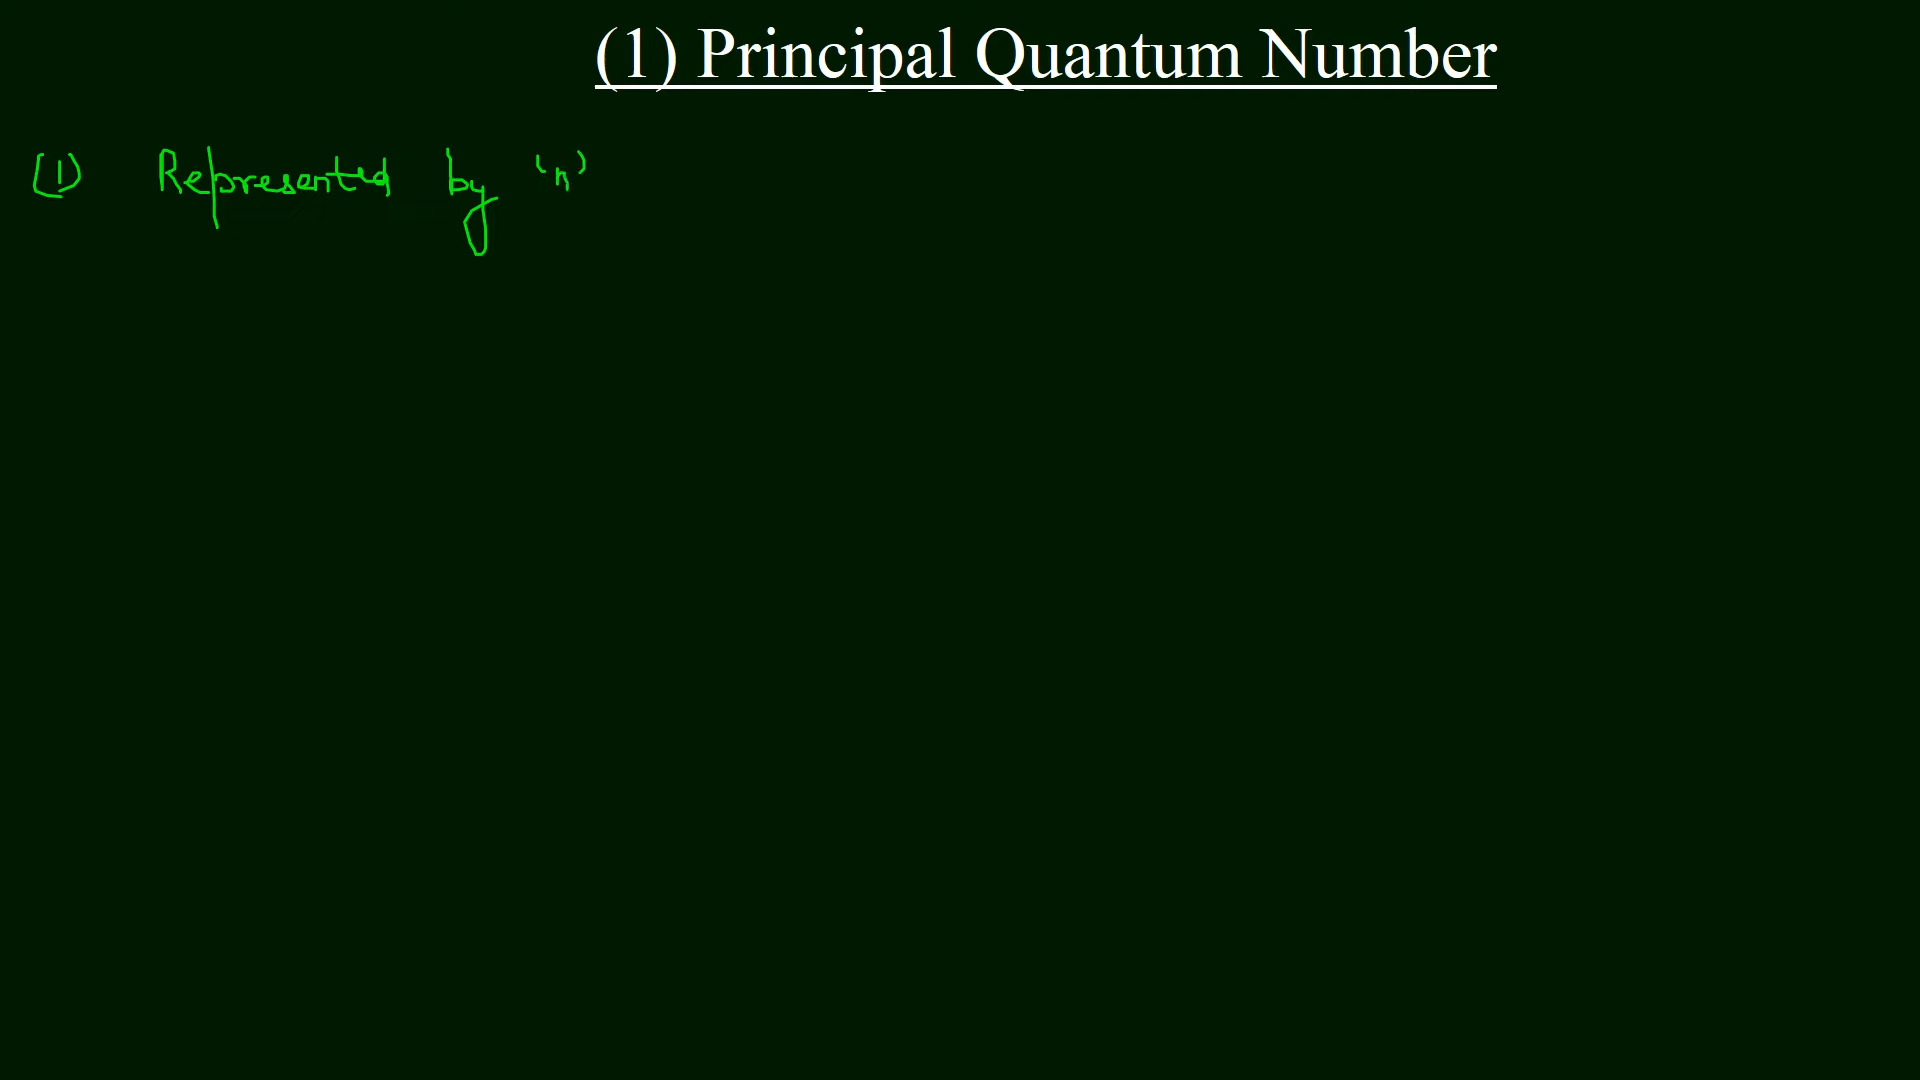 (1) Principal Quantum Number
(1) Represented by 'n'